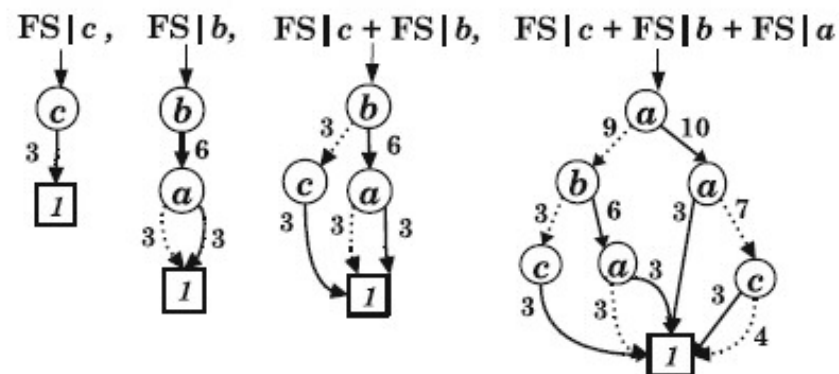 FS|c, FS|b, FS|c + FS|b, FS|c + FS|b + FS|a
c b b a
3 6 3 6 9 10
1 a c a b a
3 3 3 3 3 3 6 3 7
1 1 c a c
3 3 3 3 4
1